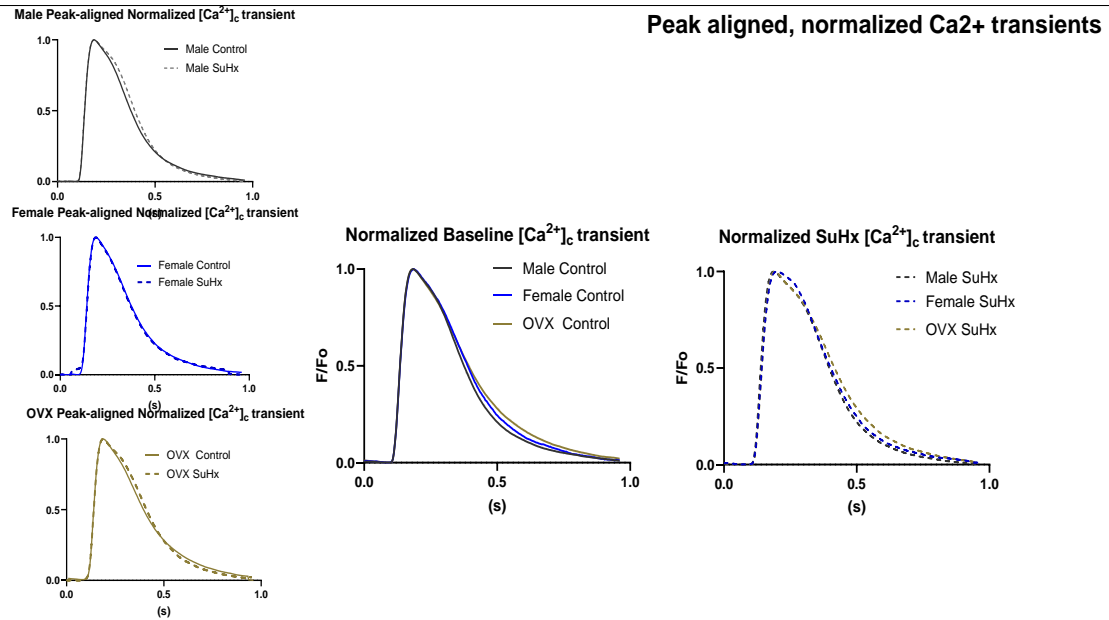 Peak aligned, normalized Ca2+ transients
Male Peak-aligned Normalized [Ca²⁺]c transient
1.0
0.5
0.0
0.0 0.5 1.0
(s)
Male Control
Male SuHx
Female Peak-aligned Normalized [Ca²⁺]c transient
1.0
0.5
0.0
0.0 0.5 1.0
(s)
Female Control
Female SuHx
OVX Peak-aligned Normalized [Ca²⁺]c transient
1.0
0.5
0.0
0.0 0.5 1.0
(s)
OVX Control
OVX SuHx
Normalized Baseline [Ca²⁺]c transient
F/Fo
1.0
0.5
0.0
0.0 0.5 1.0
(s)
Male Control
Female Control
OVX Control
Normalized SuHx [Ca²⁺]c transient
F/Fo
1.0
0.5
0.0
0.0 0.5 1.0
(s)
Male SuHx
Female SuHx
OVX SuHx